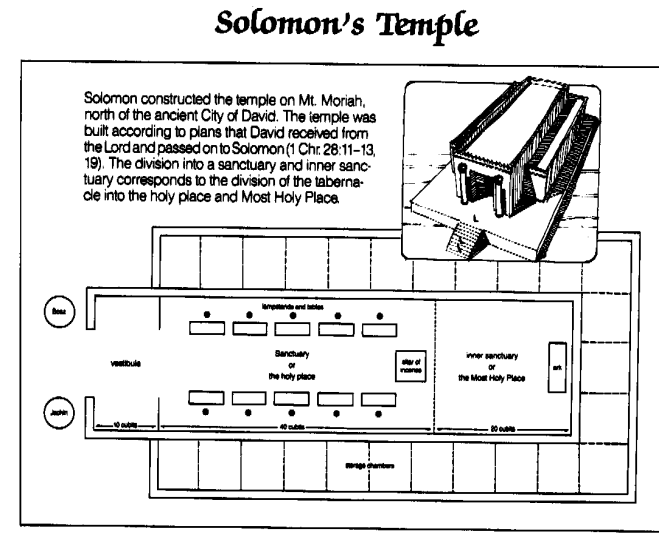 Solomon's Temple
Solomon constructed the temple on Mt. Moriah,
north of the ancient City of David. The temple was
built according to plans that David received from
the Lord and passed on to Solomon (1 Chr. 28:11–13,
19). The division into a sanctuary and inner sanc-
tuary corresponds to the division of the taberna-
cle into the holy place and Most Holy Place.
Boaz
lampstands and tables
vestibule
Sanctuary
or
the holy place
altar of
incense
inner sanctuary
or
the Most Holy Place
ark
Jachin
10 cubits
40 cubits
20 cubits
storage chambers